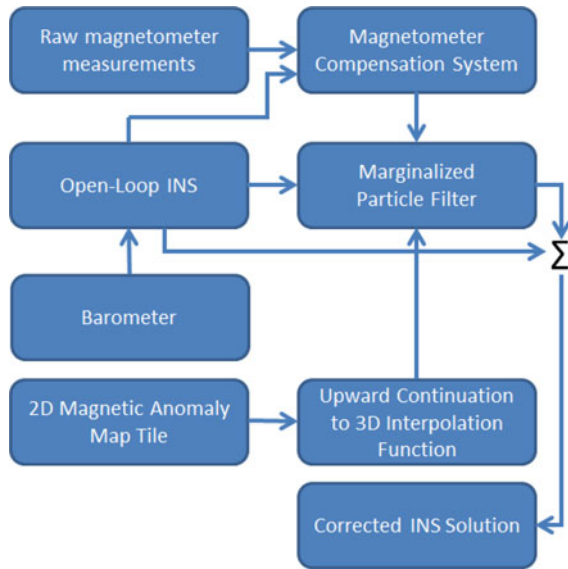 Raw magnetometer
measurements
Magnetometer
Compensation System
Open-Loop INS
Marginalized
Particle Filter
Σ
Barometer
2D Magnetic Anomaly
Map Tile
Upward Continuation
to 3D Interpolation
Function
Corrected INS Solution